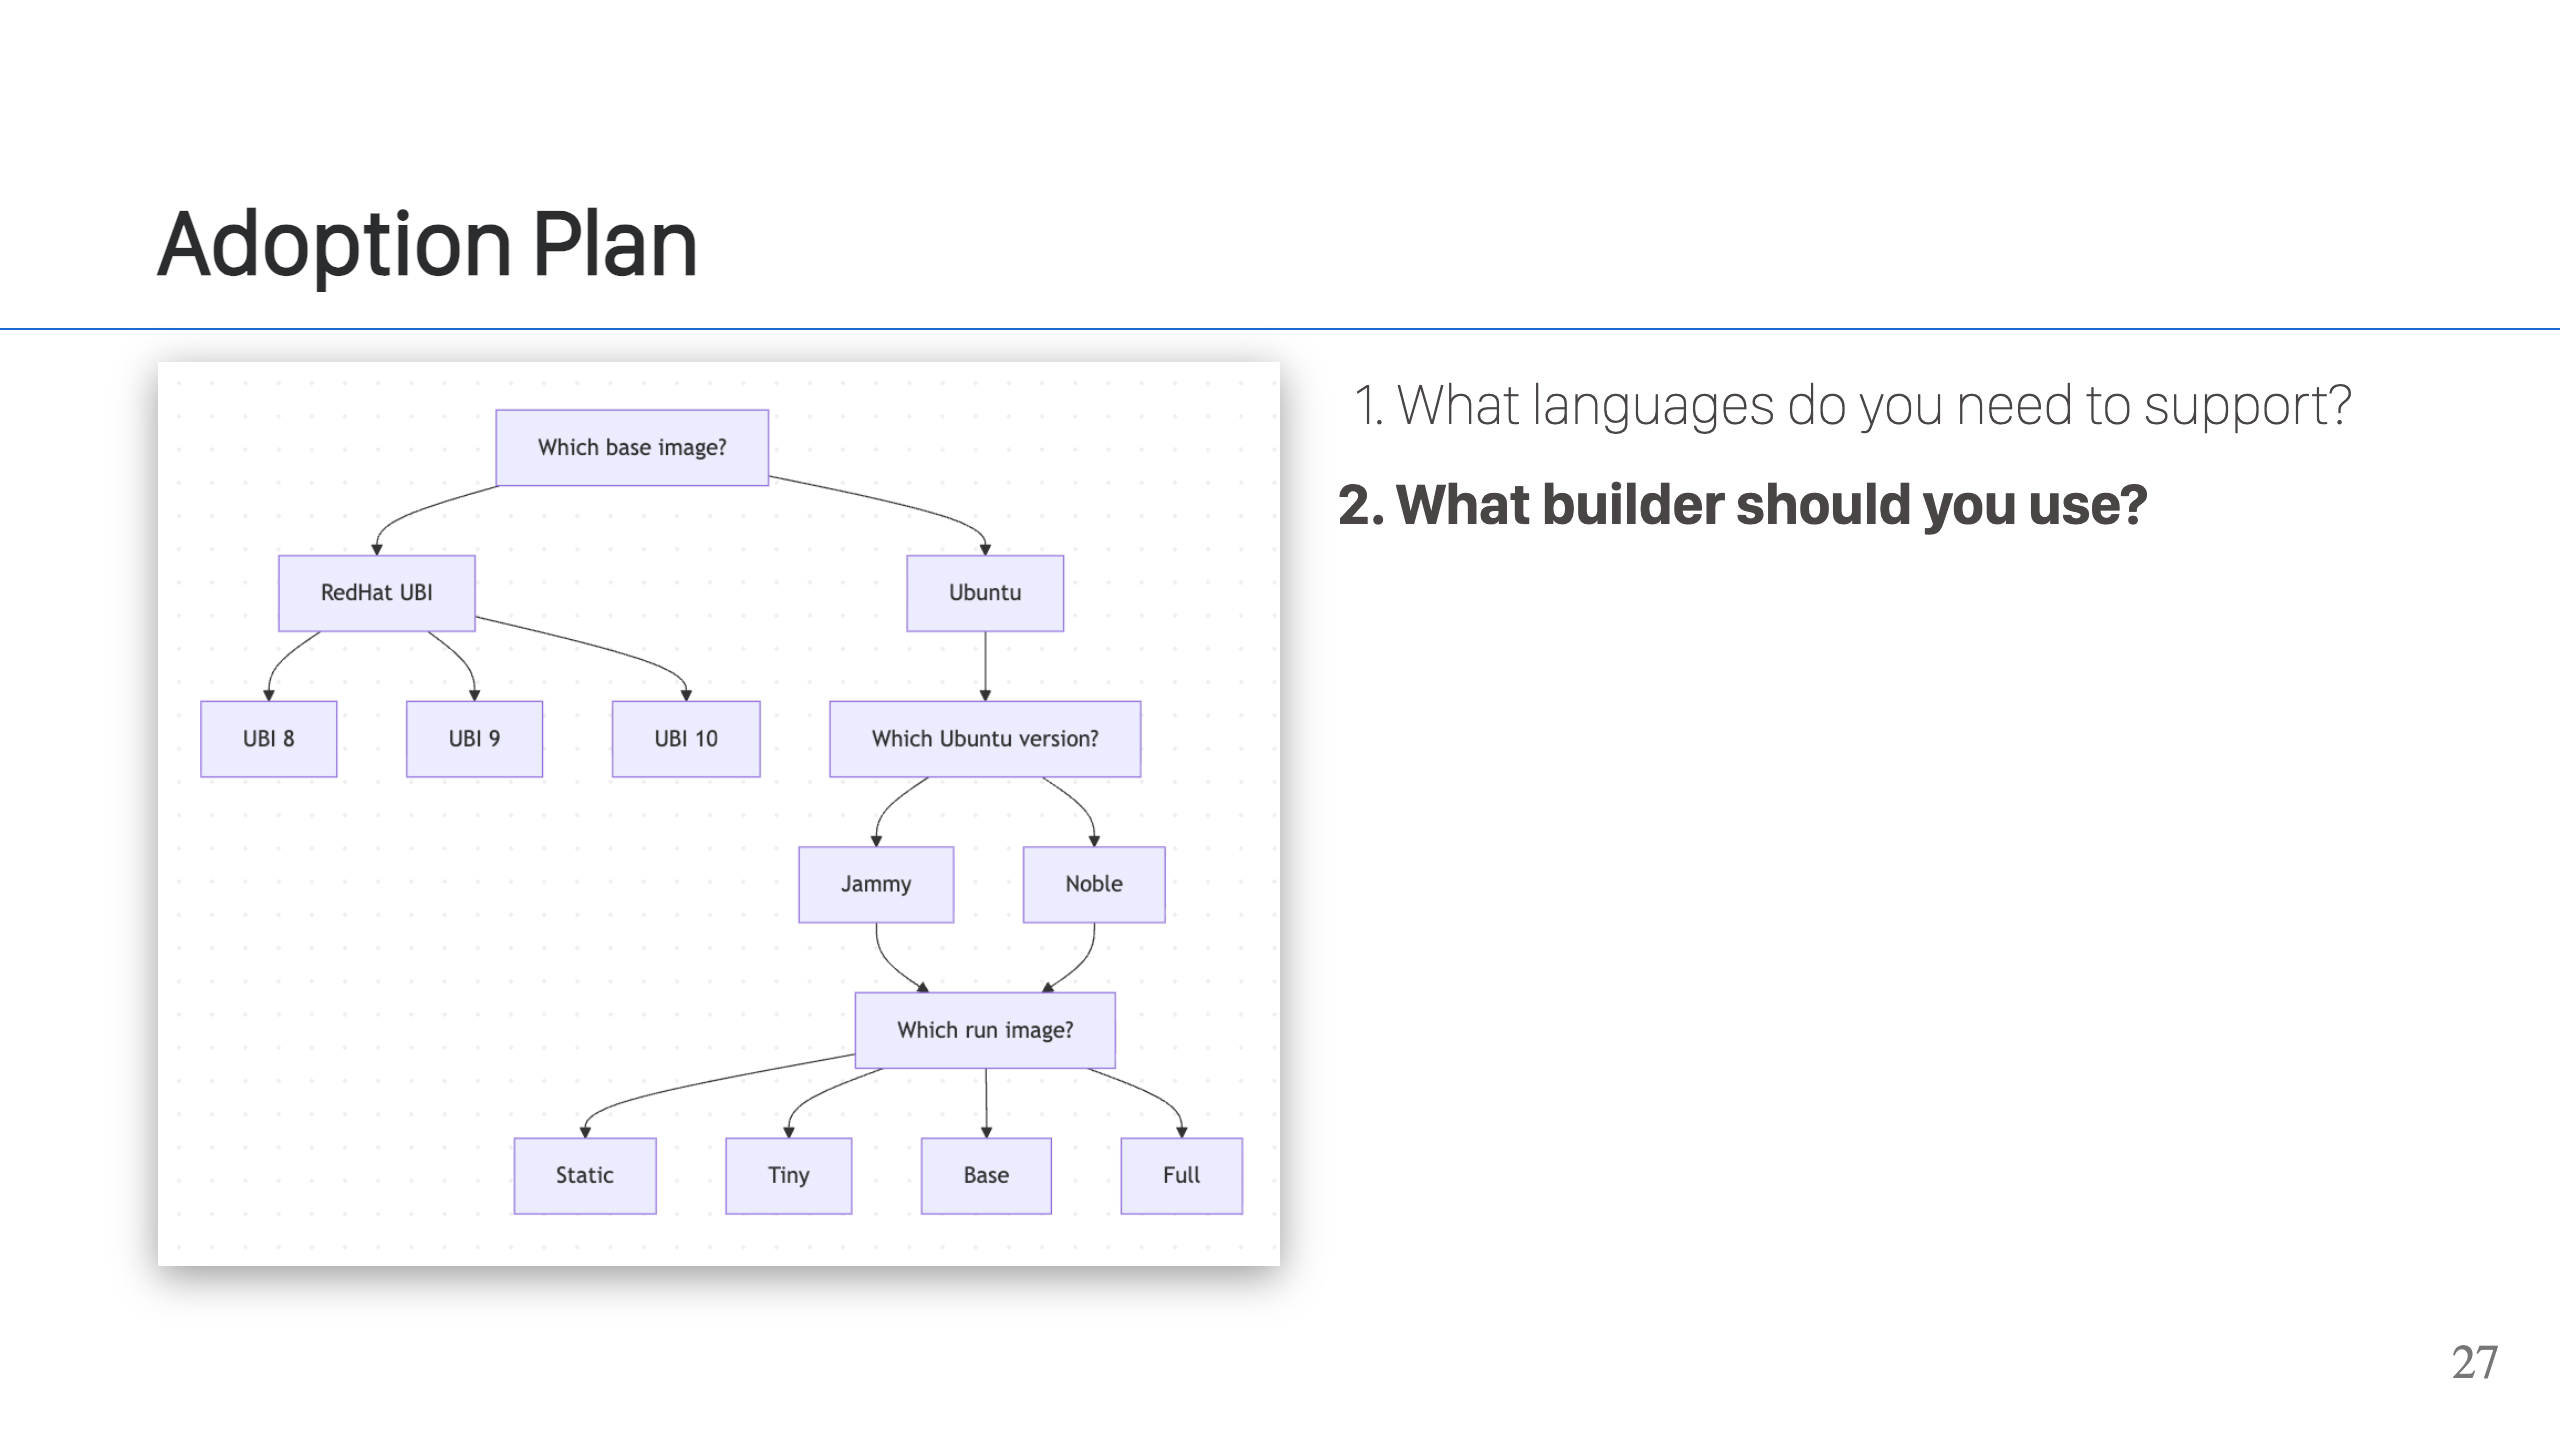 Adoption Plan
Which base image?
RedHat UBI
Ubuntu
UBI 8
UBI 9
UBI 10
Which Ubuntu version?
Jammy
Noble
Which run image?
Static
Tiny
Base
Full
1. What languages do you need to support?
2. What builder should you use?
27